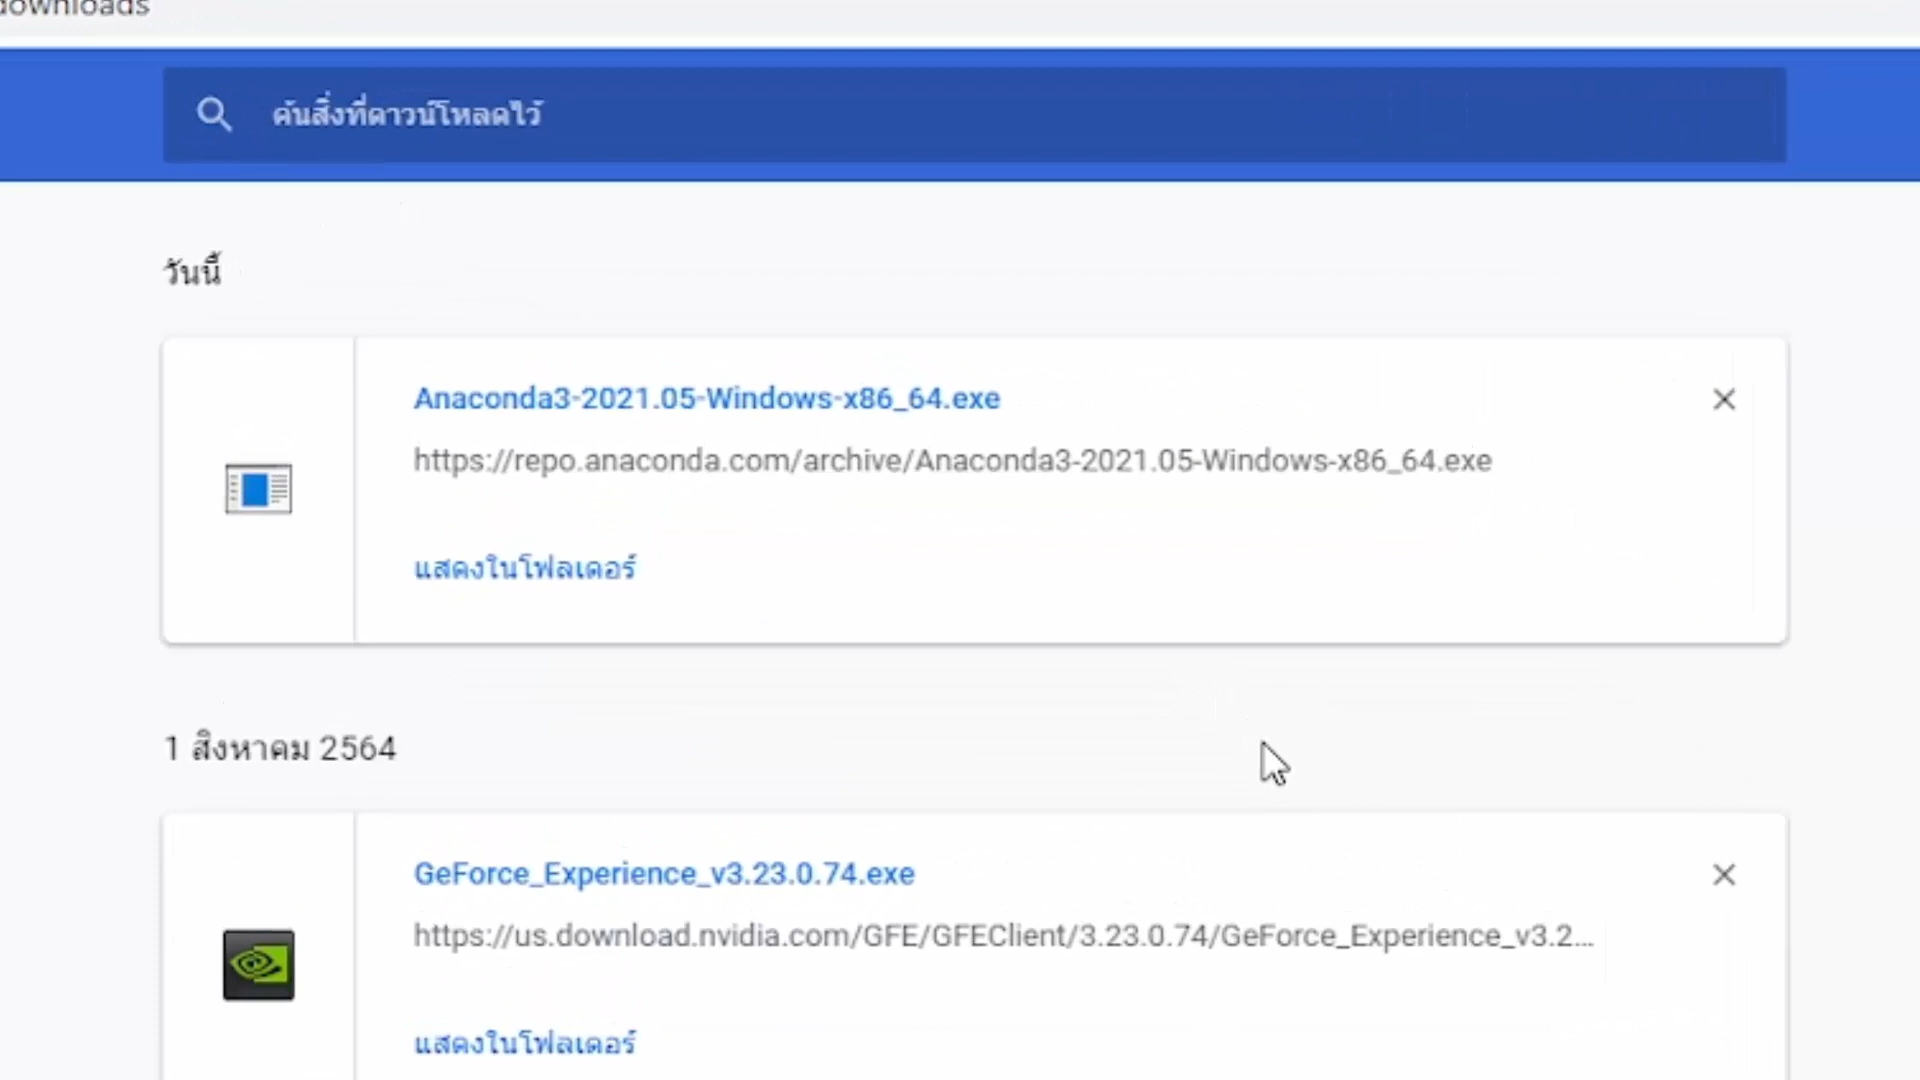 downloads
ค้นสิ่งที่ดาวน์โหลดไว้
วันนี้
Anaconda3-2021.05-Windows-x86_64.exe
https://repo.anaconda.com/archive/Anaconda3-2021.05-Windows-x86_64.exe
แสดงในโฟลเดอร์
1 สิงหาคม 2564
GeForce_Experience_v3.23.0.74.exe
https://us.download.nvidia.com/GFE/GFEClient/3.23.0.74/GeForce_Experience_v3.2...
แสดงในโฟลเดอร์